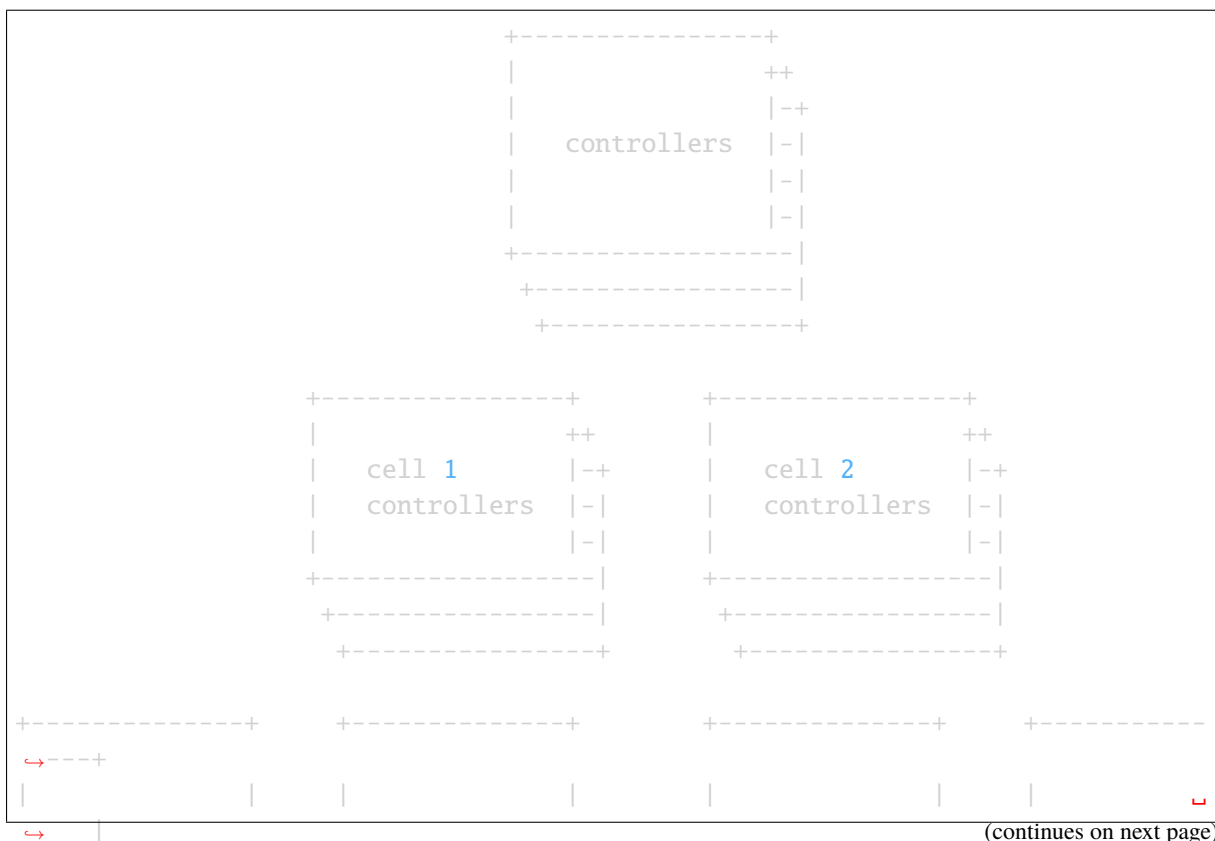 controllers
cell 1 cell 2
controllers controllers
(continues on next page)